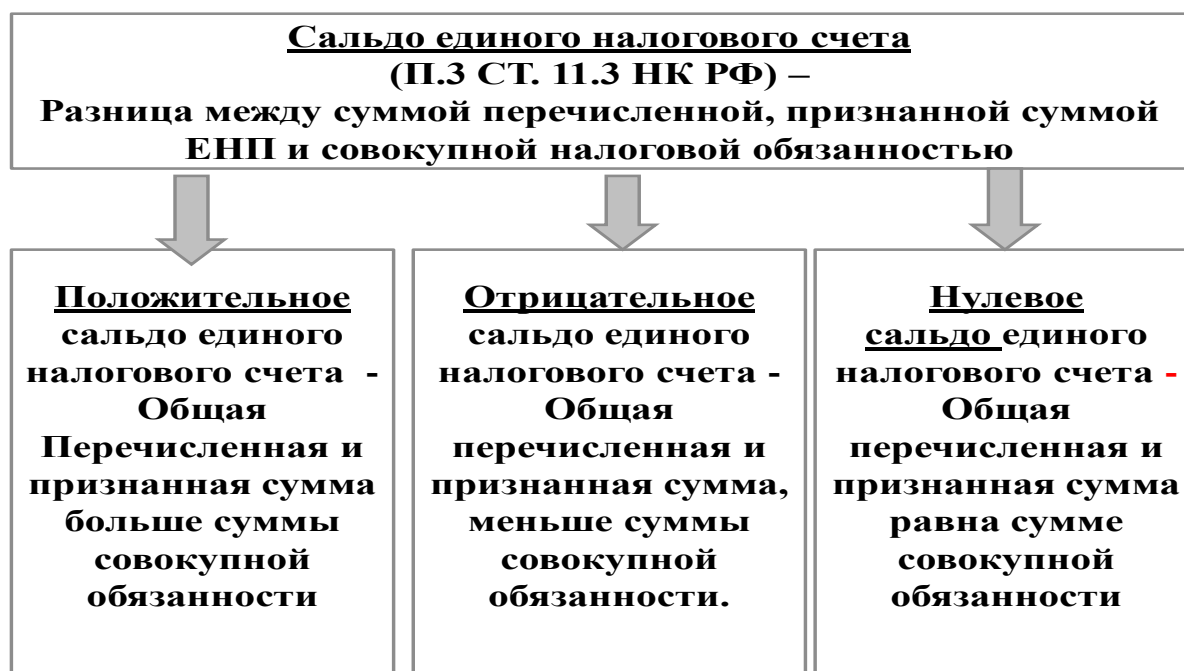 Сальдо единого налогового счета
(П.3 СТ. 11.3 НК РФ) –
Разница между суммой перечисленной, признанной суммой
ЕНП и совокупной налоговой обязанностью
Положительное
сальдо единого
налогового счета -
Общая
Перечисленная и
признанная сумма
больше суммы
совокупной
обязанности
Отрицательное
сальдо единого
налогового счета -
Общая
перечисленная и
признанная сумма,
меньше суммы
совокупной
обязанности.
Нулевое
сальдо единого
налогового счета -
Общая
перечисленная и
признанная сумма
равна сумме
совокупной
обязанности